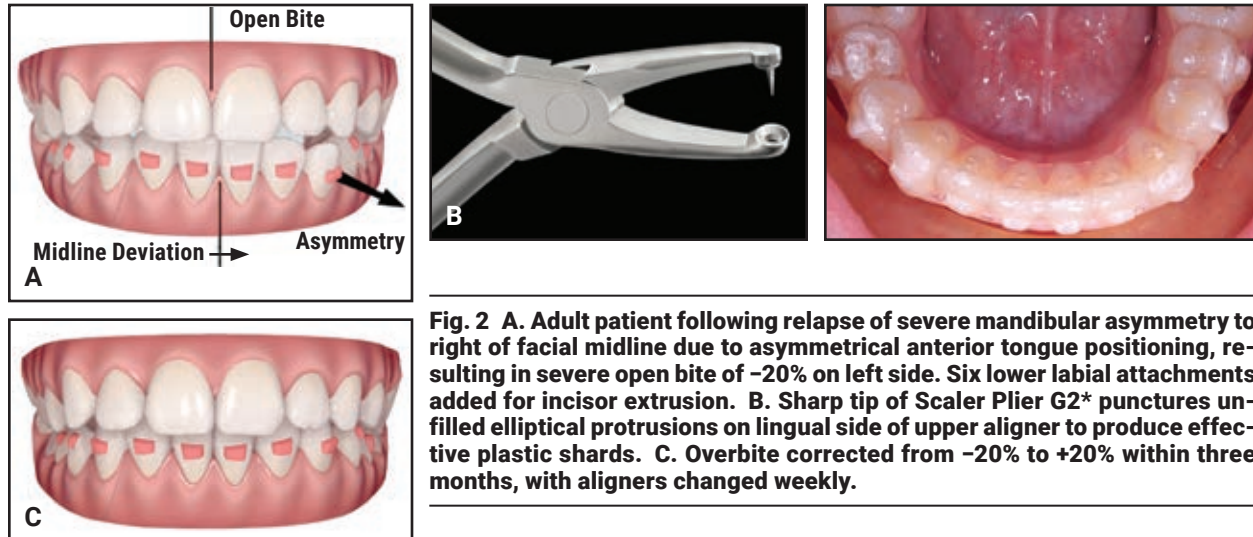 Open Bite
Midline Deviation
Asymmetry
A
B
C
Fig. 2 A. Adult patient following relapse of severe mandibular asymmetry to
right of facial midline due to asymmetrical anterior tongue positioning, re-
sulting in severe open bite of –20% on left side. Six lower labial attachments
added for incisor extrusion. B. Sharp tip of Scaler Plier G2* punctures un-
filled elliptical protrusions on lingual side of upper aligner to produce effec-
tive plastic shards. C. Overbite corrected from –20% to +20% within three
months, with aligners changed weekly.